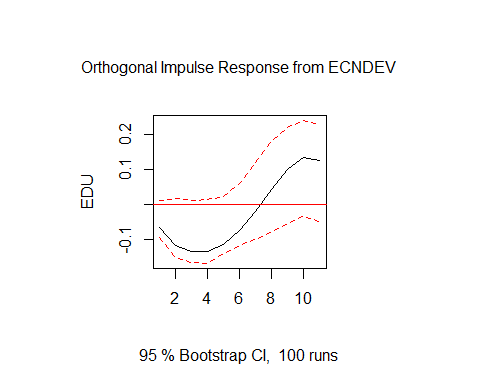 Orthogonal Impulse Response from ECNDEV
EDU
0.2
0.1
-0.1
2 4 6 8 10
95 % Bootstrap CI, 100 runs